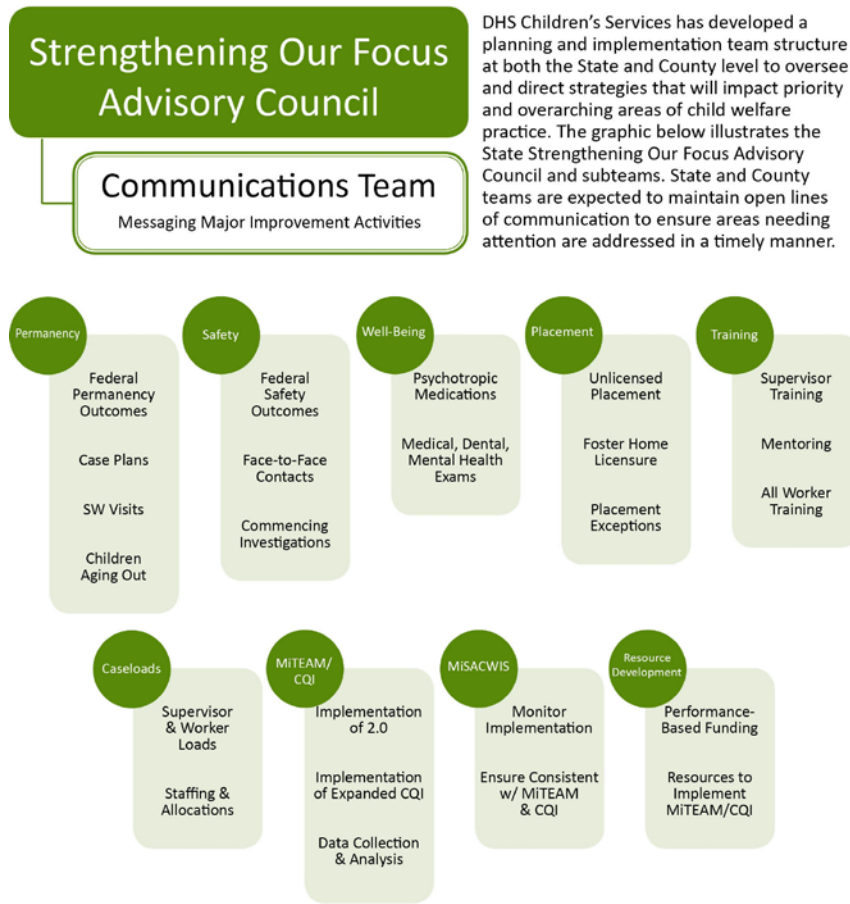 Strengthening Our Focus
Advisory Council
Communications Team
Messaging Major Improvement Activities
DHS Children's Services has developed a
planning and implementation team structure
at both the State and County level to oversee
and direct strategies that will impact priority
and overarching areas of child welfare
practice. The graphic below illustrates the
State Strengthening Our Focus Advisory
Council and subteams. State and County
teams are expected to maintain open lines
of communication to ensure areas needing
attention are addressed in a timely manner.
Permanency
Federal
Permanency
Outcomes
Case Plans
SW Visits
Children
Aging Out
Safety
Federal
Safety
Outcomes
Face-to-Face
Contacts
Commencing
Investigations
Well-Being
Psychotropic
Medications
Medical, Dental,
Mental Health
Exams
Placement
Unlicensed
Placement
Foster Home
Licensure
Placement
Exceptions
Training
Supervisor
Training
Mentoring
All Worker
Training
Caseloads
Supervisor
& Worker
Loads
Staffing &
Allocations
MiTEAM/
CQI
Implementation
of 2.0
Implementation
of Expanded CQI
Data Collection
& Analysis
MiSACWIS
Monitor
Implementation
Ensure Consistent
w/ MiTEAM
& CQI
Resource
Development
Performance-
Based Funding
Resources to
Implement
MiTEAM/CQI